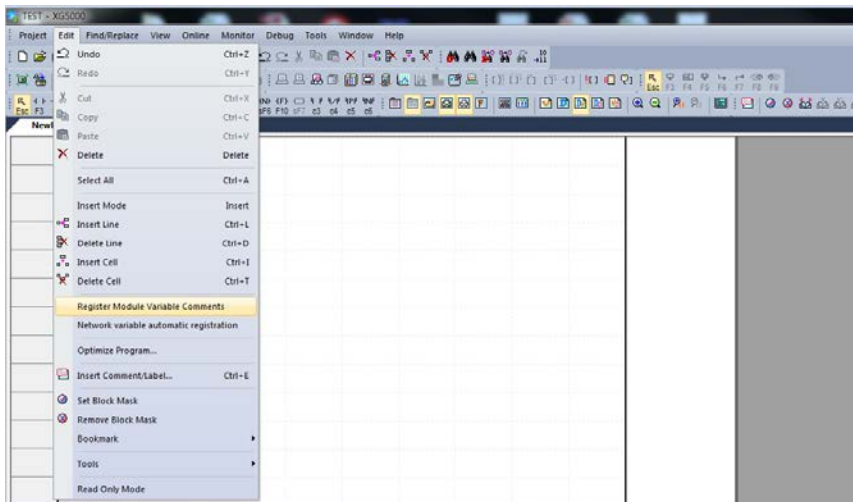 TEST - XG5000
Project Edit Find/Replace View Online Monitor Debug Tools Window Help
Undo Ctrl+Z
Redo Ctrl+Y
Cut Ctrl+X
Copy Ctrl+C
Paste Ctrl+V
Delete Delete
Select All Ctrl+A
Insert Mode Insert
Insert Line Ctrl+L
Delete Line Ctrl+D
Insert Cell Ctrl+I
Delete Cell Ctrl+T
Register Module Variable Comments
Network variable automatic registration
Optimize Program...
Insert Comment/Label... Ctrl+E
Set Block Mask
Remove Block Mask
Bookmark
Tools
Read Only Mode